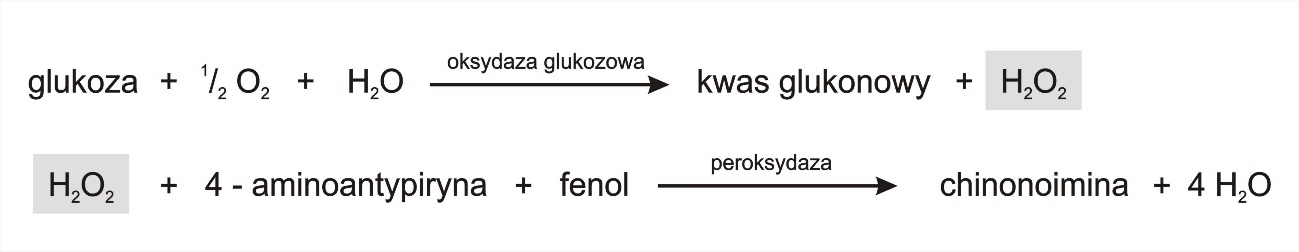 oksydaza glukozowa
glukoza + ½ O₂ + H₂O → kwas glukonowy + H₂O₂
peroksydaza
H₂O₂ + 4 - aminoantypiryna + fenol → chinonoimina + 4 H₂O